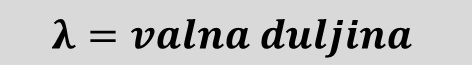 λ = valna duljina